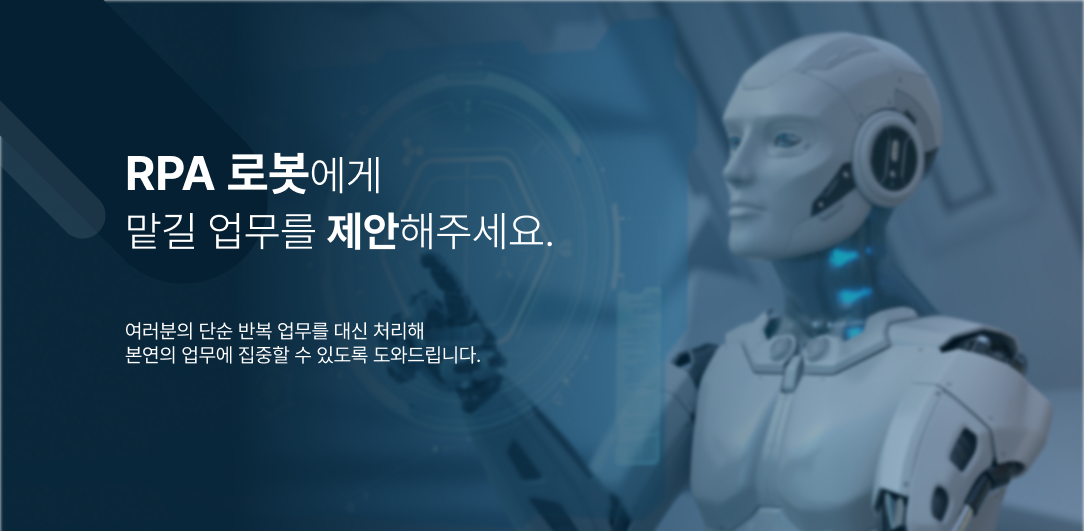 RPA 로봇에게
맡길 업무를 제안해주세요.
여러분의 단순 반복 업무를 대신 처리해
본연의 업무에 집중할 수 있도록 도와드립니다.